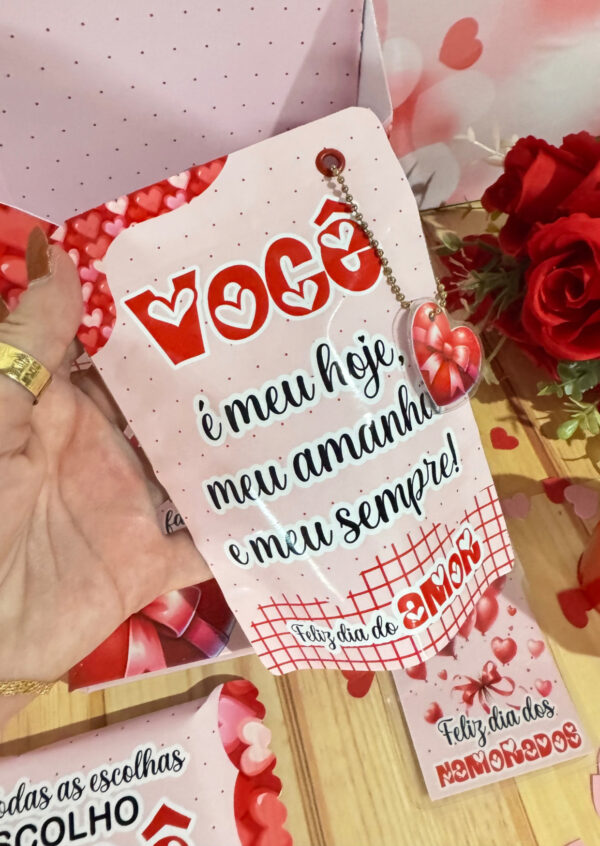 VOCÊ
é meu hoje,
meu amanhã
e meu sempre!
Feliz dia do AMOR
Feliz dia dos
NAMORADOS
odas as escolhas
SCOLHO